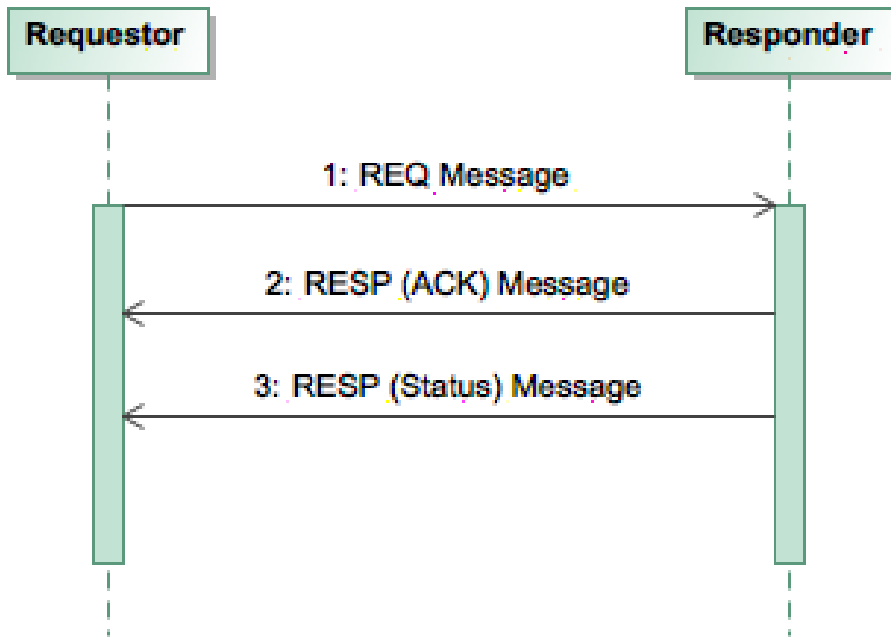 Requestor
Responder
1: REQ Message
2: RESP (ACK) Message
3: RESP (Status) Message